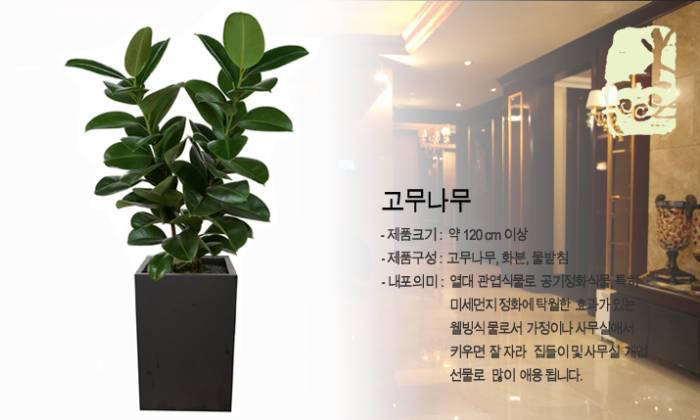 고무나무
- 제품크기 : 약 120 cm 이상
- 제품구성 : 고무나무, 화분, 물받침
- 내포의미 : 열대 관엽식물로 공기정화식물, 특히
미세먼지 정화에 탁월한 효과가 있는
웰빙식물로서 가정이나 사무실에서
키우면 잘 자라 집들이 및 사무실 개업
선물로 많이 애용 됩니다.